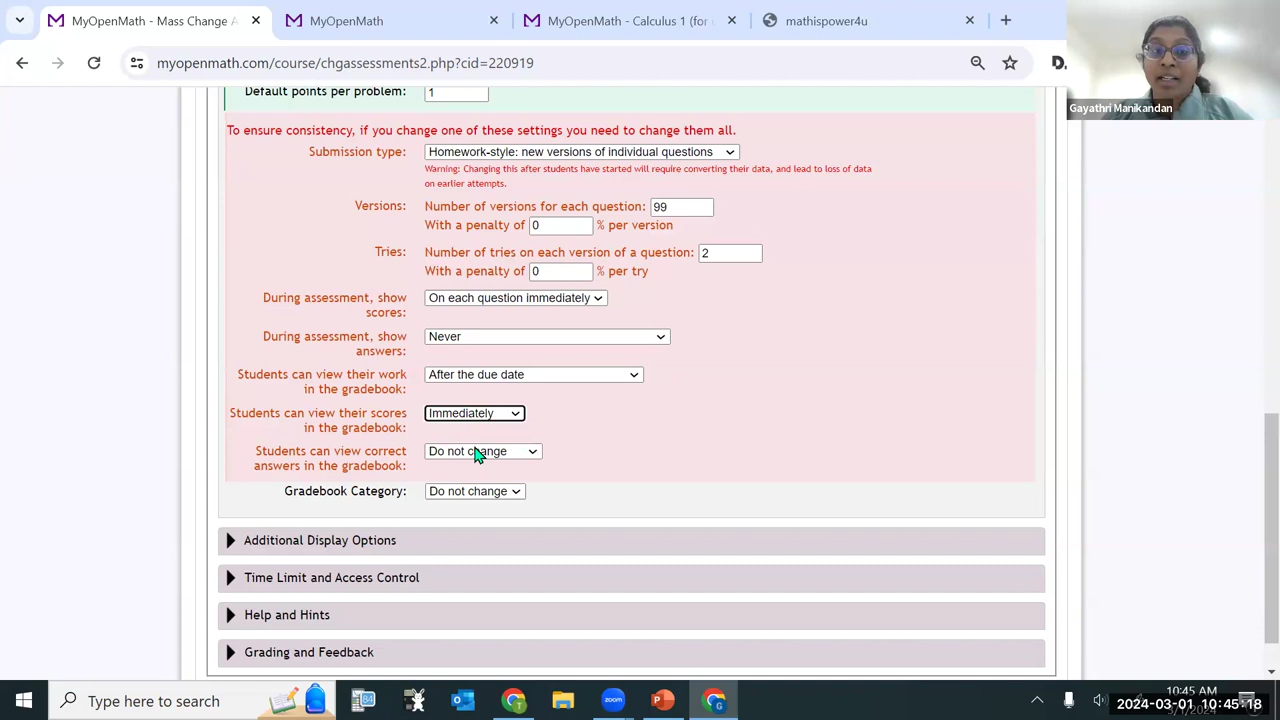 MyOpenMath - Mass Change A
MyOpenMath
MyOpenMath - Calculus 1 (for
mathispower4u
myopenmath.com/course/chgassessments2.php?cid=220919
D.
Gayathri Manikandan
Default points per problem: 1
To ensure consistency, if you change one of these settings you need to change them all.
Submission type: Homework-style: new versions of individual questions
Warning: Changing this after students have started will require converting their data, and lead to loss of data
on earlier attempts.
Versions: Number of versions for each question: 99
With a penalty of 0 % per version
Tries: Number of tries on each version of a question: 2
With a penalty of 0 % per try
During assessment, show
scores: On each question immediately
During assessment, show
answers: Never
Students can view their work
in the gradebook: After the due date
Students can view their scores
in the gradebook: Immediately
Students can view correct
answers in the gradebook: Do not change
Gradebook Category: Do not change
Additional Display Options
Time Limit and Access Control
Help and Hints
Grading and Feedback
Type here to search
10:45 AM
2024-03-01 10:45:18